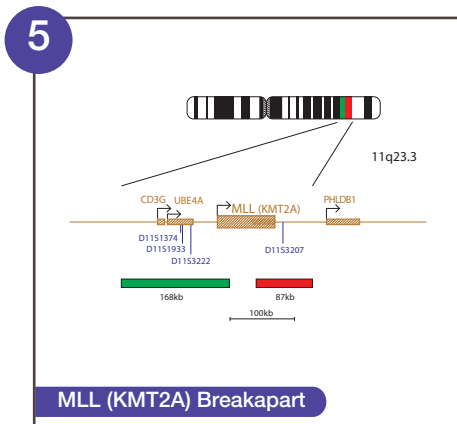 5
11q23.3
CD3G UBE4A
MLL (KMT2A)
PHLDB1
D11S1374
D11S1933
D11S3222
D11S3207
168kb
87kb
100kb
MLL (KMT2A) Breakapart